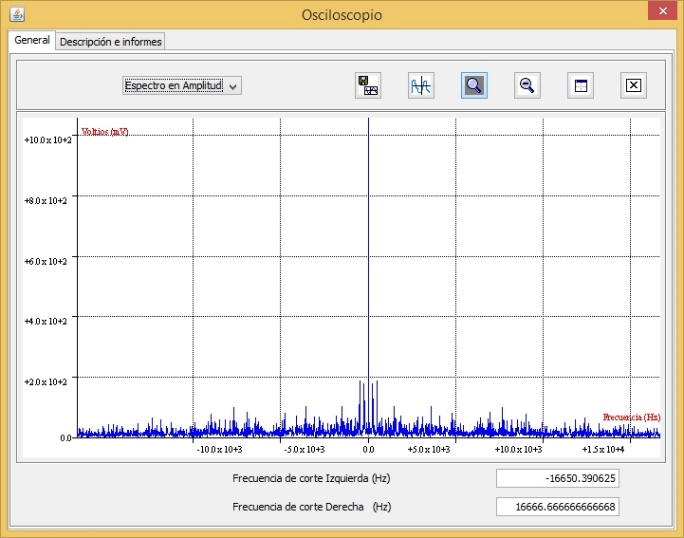 Osciloscopio
General Descripción e informes
Espectro en Amplitud
Voltios (mV)
+10.0 x 10+2
+8.0 x 10+2
+6.0 x 10+2
+4.0 x 10+2
+2.0 x 10+2
0.0
Frecuencia (Hz)
-10.0 x 10+3 -5.0 x 10+3 0.0 +5.0 x 10+3 +10.0 x 10+3 +1.5 x 10+4
Frecuencia de corte Izquierda (Hz) -16650.390625
Frecuencia de corte Derecha (Hz) 16666.666666666668